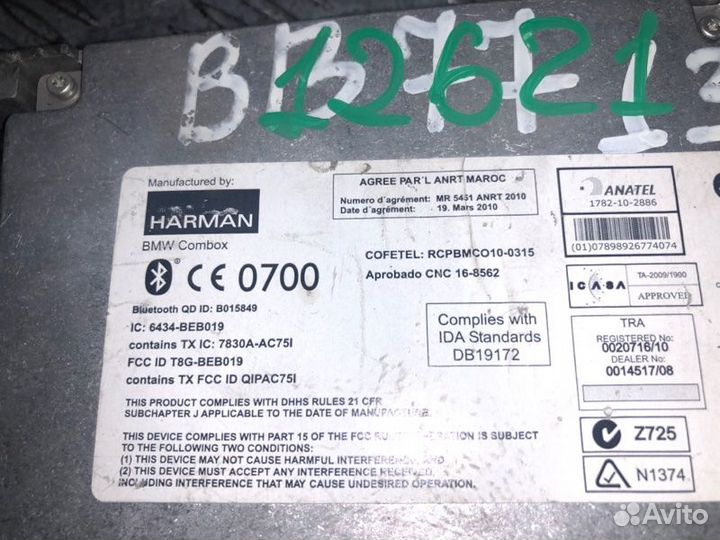 12621
Manufactured by:
HARMAN
BMW Combox
CE 0700
Bluetooth QD ID: B015849
IC: 6434-BEB019
contains TX IC: 7830A-AC75I
FCC ID T8G-BEB019
contains TX FCC ID QIPAC75I
THIS PRODUCT COMPLIES WITH DHHS RULES 21 CFR
SUBCHAPTER J APPLICABLE TO THE DATE OF MANUFACTURE.
THIS DEVICE COMPLIES WITH PART 15 OF THE FCC IS SUBJECT
TO THE FOLLOWING TWO CONDITIONS:
(1) THIS DEVICE MAY NOT CAUSE HARMFUL INTERFERENCE, AND
(2) THIS DEVICE MUST ACCEPT ANY INTERFERENCE RECEIVED,
INCLUDING INTERFERENCE THAT MAY CAUSE UNDESIRED OPERATION.
AGREE PAR´L ANRT MAROC
Numero d´agrément: MR 5451 ANRT 2010
Date d´agrément: 19. Mars 2010
COFETEL: RCPBMCO10-0315
Aprobado CNC 16-8562
Complies with
IDA Standards
DB19172
ANATEL
1782-10-2886
(01)07898926774074
ICASA
TA-2009/1980
APPROVED
TRA
REGISTERED No:
0020716/10
DEALER No:
0014517/08
Z725
N1374
Avito